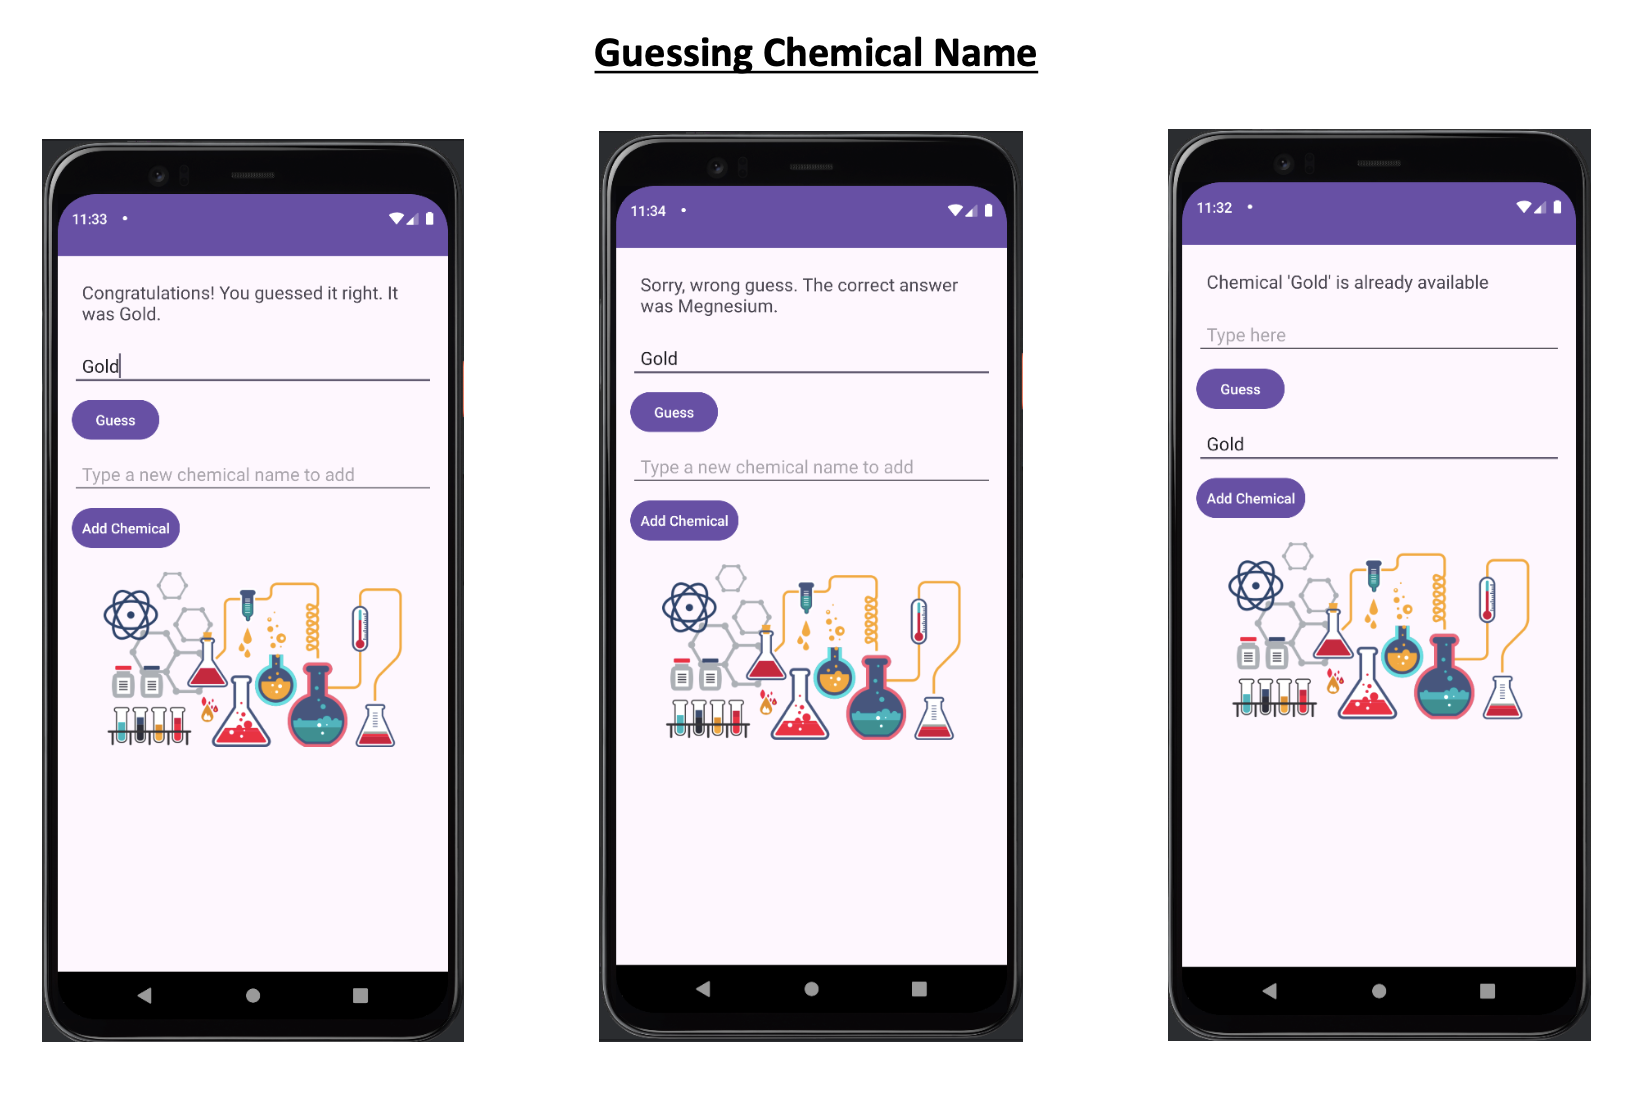 Guessing Chemical Name
11:33
Congratulations! You guessed it right. It
was Gold.
Gold
Guess
Type a new chemical name to add
Add Chemical
11:34
Sorry, wrong guess. The correct answer
was Megnesium.
Gold
Guess
Type a new chemical name to add
Add Chemical
11:32
Chemical 'Gold' is already available
Type here
Guess
Gold
Add Chemical